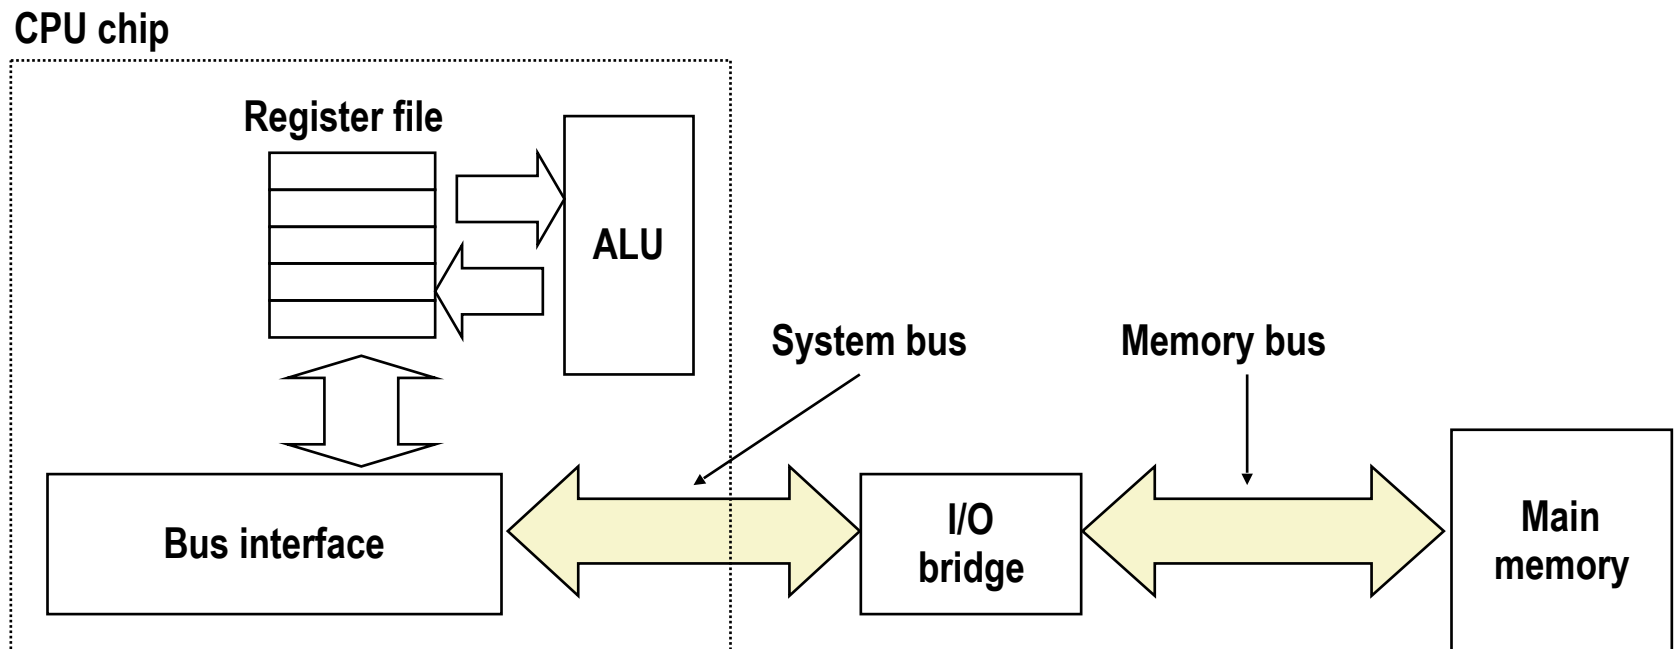 CPU chip
Register file
ALU
System bus
Memory bus
Bus interface
I/O
bridge
Main
memory